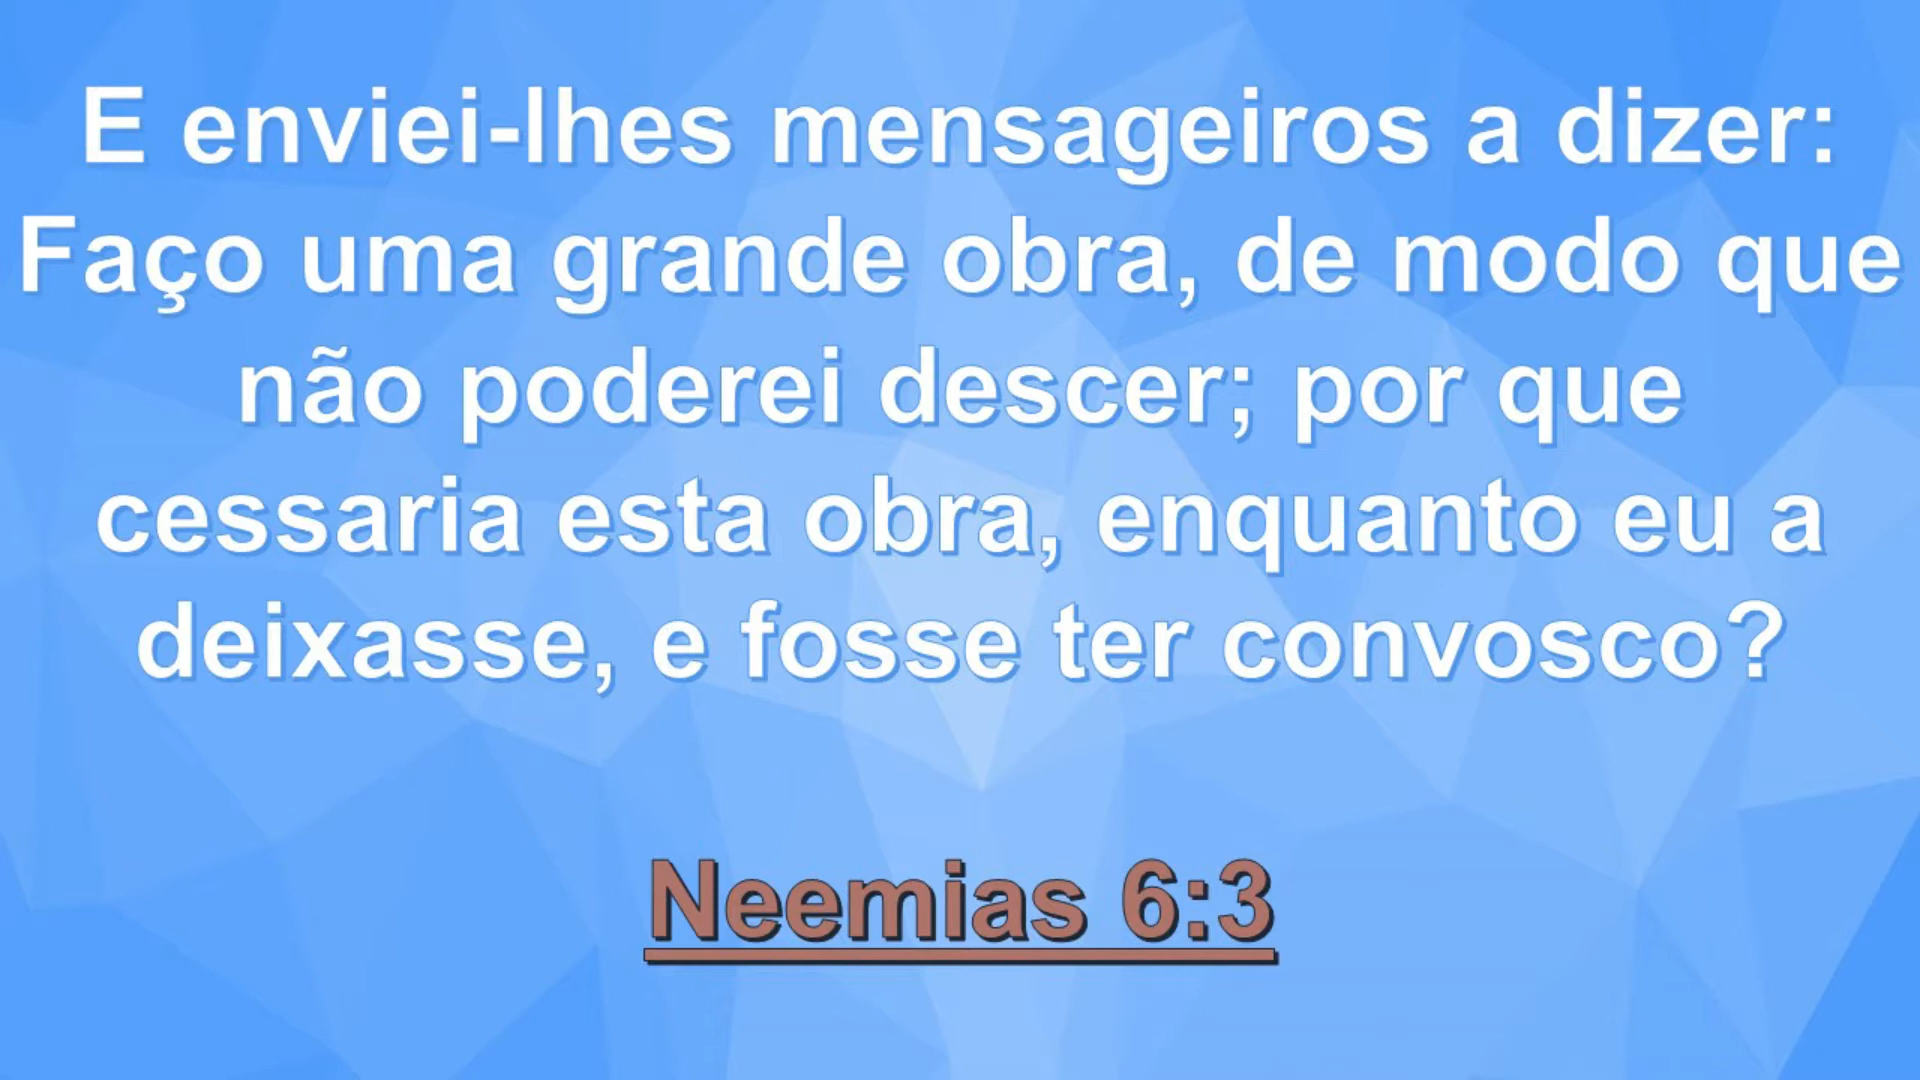 E enviei-lhes mensageiros a dizer:
Faço uma grande obra, de modo que
não poderei descer; por que
cessaria esta obra, enquanto eu a
deixasse, e fosse ter convosco?
Neemias 6:3